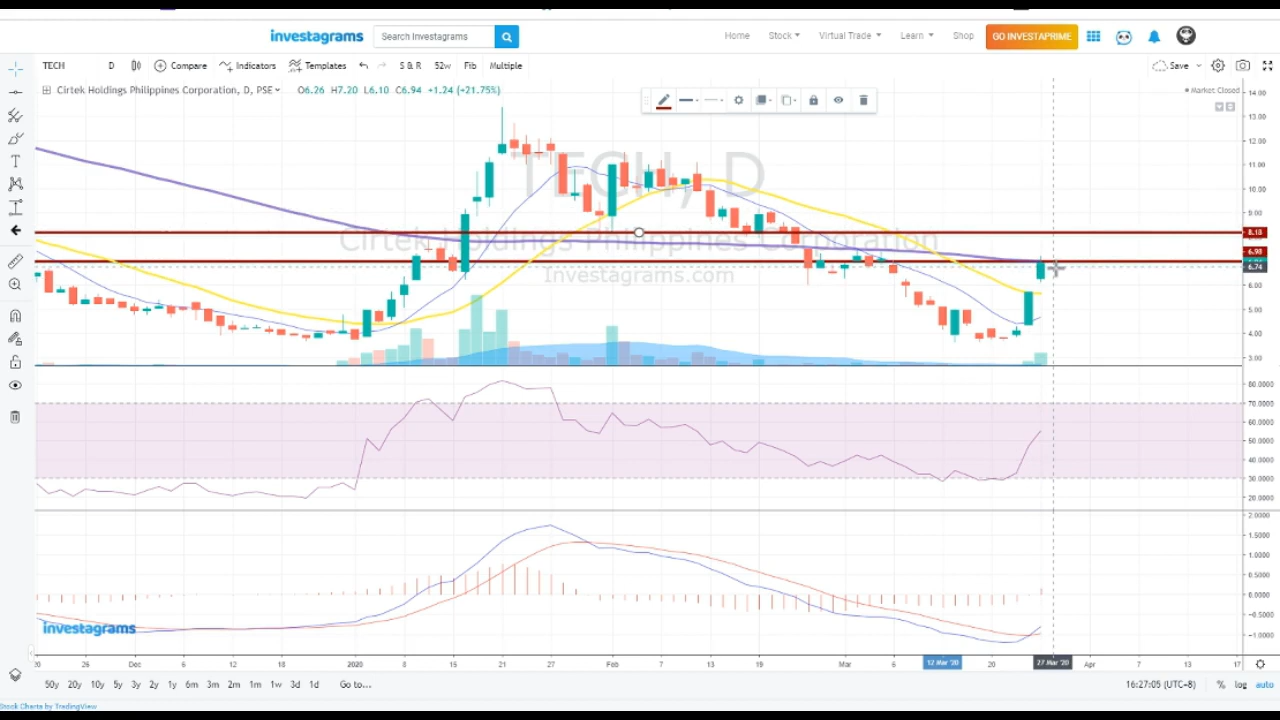 investagrams Search Investagrams Home Stock Virtual Trade Learn Shop GO INVESTAPRIME
TECH D Compare Indicators Templates S & R 52wk Fib Multiple Save
Cirtek Holdings Philippines Corporation, D, PSE O6.26 H7.20 L6.10 C6.94 +1.24 (+21.75%)
Market Closed
TECH, D
Cirtek Holdings Philippines Corporation
Investagrams.com
14.00
13.00
12.00
11.00
10.00
9.00
8.18
6.98
6.74
6.00
5.00
4.00
3.00
80.0000
70.0000
60.0000
50.0000
40.0000
30.0000
20.0000
2.0000
1.5000
1.0000
0.5000
0.0000
-0.5000
-1.0000
investagrams
20 26 Dec 6 12 18 2020 8 15 21 27 Feb 7 13 19 Mar 6 12 Mar '20 20 27 Mar '20 Apr 7 13 17
50y 20y 10y 5y 3y 2y 1y 6m 3m 2m 1m 1w 3d 1d Go to... 16:27:05 (UTC+8) % log auto
Stock Charts by TradingView